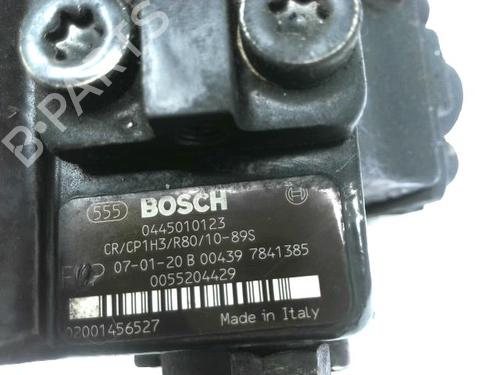 B-PARTS
555 BOSCH
0445010123
CR/CP1H3/R80/10-89S
07-01-20 B 00439 7841385
0055204429
02001456527
Made in Italy